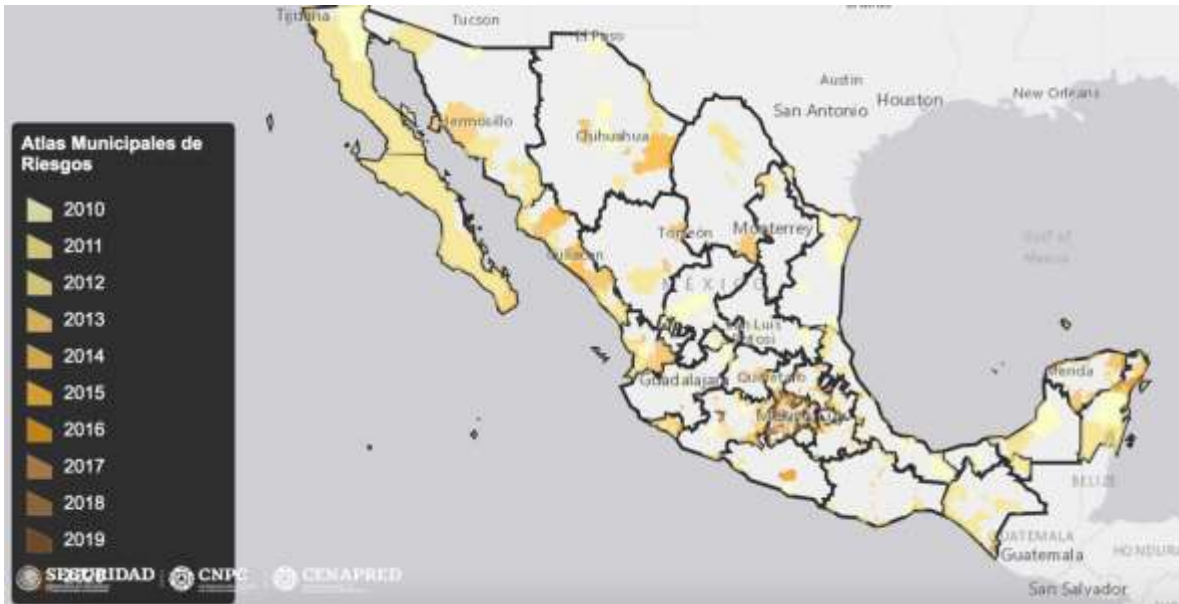 Tijuana
Tucson
El Paso
Austin
San Antonio
Houston
New Orleans
Hermosillo
Chihuahua
Atlas Municipales de
Riesgos
2010
2011
2012
2013
2014
2015
2016
2017
2018
2019
Torreón
Monterrey
Culiacán
Gulf of
Mexico
MÉXICO
San Luis
Potosí
Guadalajara
Querétaro
Mérida
BELIZE
GUATEMALA
Guatemala
HONDURA
San Salvador
SEGURIDAD
CNPC
CENAPRED